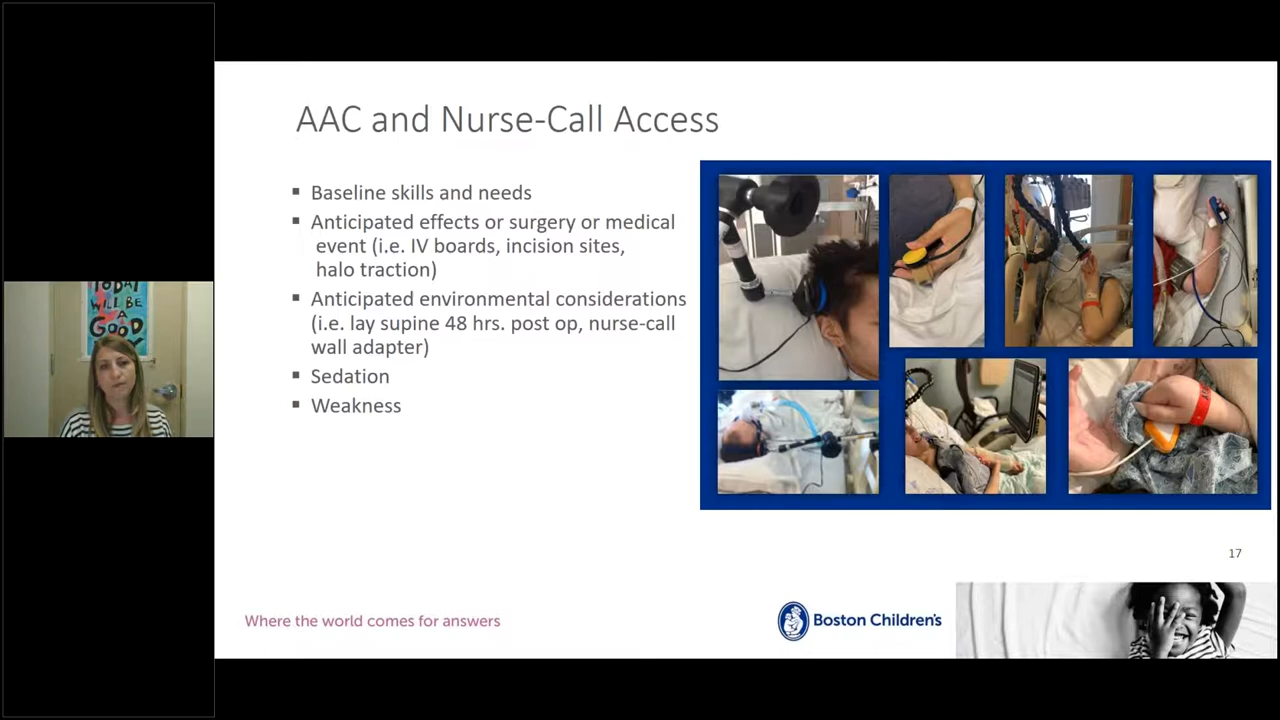 AAC and Nurse-Call Access
▪ Baseline skills and needs
▪ Anticipated effects or surgery or medical
event (i.e. IV boards, incision sites,
halo traction)
▪ Anticipated environmental considerations
(i.e. lay supine 48 hrs. post op, nurse-call
wall adapter)
▪ Sedation
▪ Weakness
TODAY
WILL BE
A
GOOD
17
Where the world comes for answers
Boston Children's